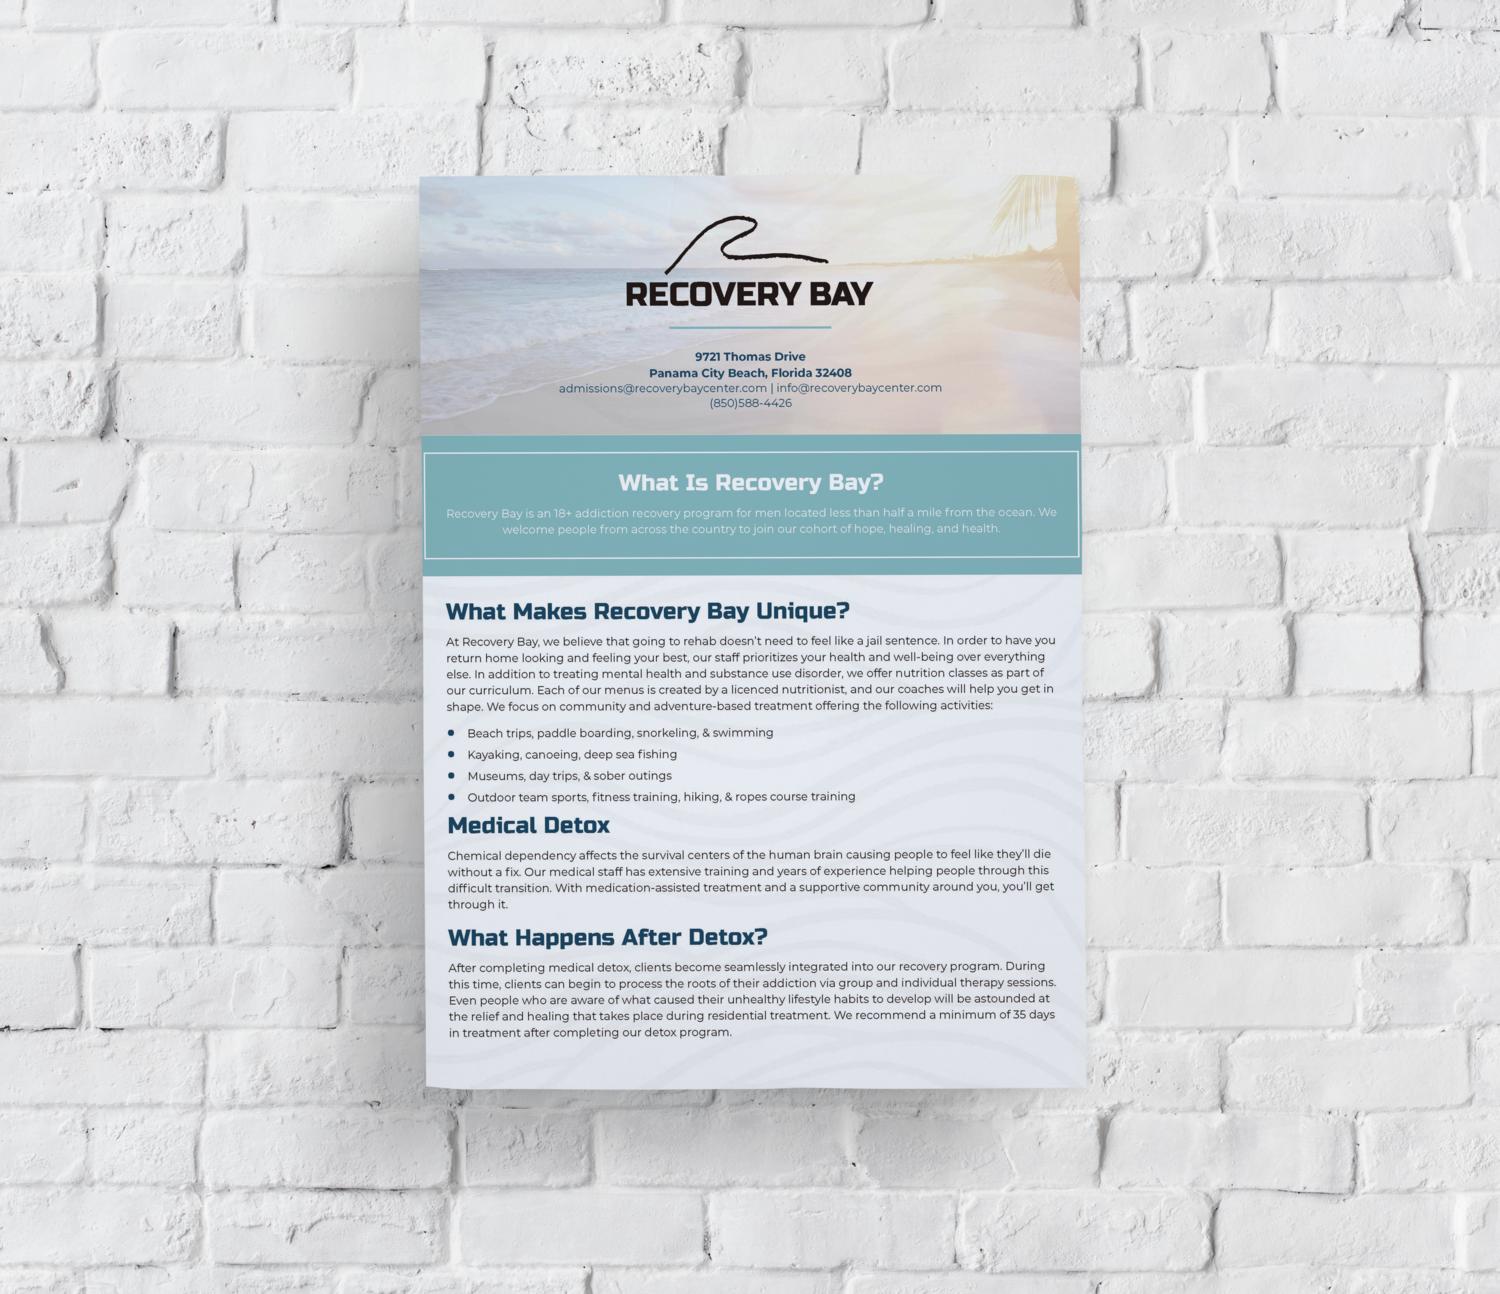 RECOVERY BAY
9721 Thomas Drive
Panama City Beach, Florida 32408
admissions@recoverybaycenter.com | info@recoverybaycenter.com
(850)588-4426
What Is Recovery Bay?
Recovery Bay is an 18+ addiction recovery program for men located less than half a mile from the ocean. We
welcome people from across the country to join our cohort of hope, healing, and health.
What Makes Recovery Bay Unique?
At Recovery Bay, we believe that going to rehab doesn't need to feel like a jail sentence. In order to have you
return home looking and feeling your best, our staff prioritizes your health and well-being over everything
else. In addition to treating mental health and substance use disorder, we offer nutrition classes as part of
our curriculum. Each of our menus is created by a licenced nutritionist, and our coaches will help you get in
shape. We focus on community and adventure-based treatment offering the following activities:
• Beach trips, paddle boarding, snorkeling, & swimming
• Kayaking, canoeing, deep sea fishing
• Museums, day trips, & sober outings
• Outdoor team sports, fitness training, hiking, & ropes course training
Medical Detox
Chemical dependency affects the survival centers of the human brain causing people to feel like they'll die
without a fix. Our medical staff has extensive training and years of experience helping people through this
difficult transition. With medication-assisted treatment and a supportive community around you, you'll get
through it.
What Happens After Detox?
After completing medical detox, clients become seamlessly integrated into our recovery program. During
this time, clients can begin to process the roots of their addiction via group and individual therapy sessions.
Even people who are aware of what caused their unhealthy lifestyle habits to develop will be astounded at
the relief and healing that takes place during residential treatment. We recommend a minimum of 35 days
in treatment after completing our detox program.